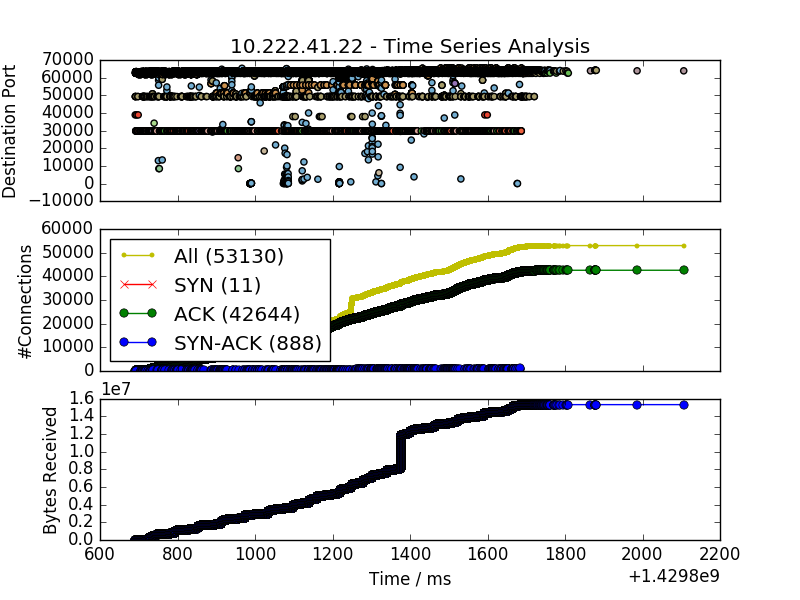 10.222.41.22 - Time Series Analysis
Destination Port
70000
60000
50000
40000
30000
20000
10000
0
−10000
#Connections
60000
50000
40000
30000
20000
10000
0
All (53130)
SYN (11)
ACK (42644)
SYN-ACK (888)
Bytes Received
1e7
1.6
1.4
1.2
1.0
0.8
0.6
0.4
0.2
0.0
600 800 1000 1200 1400 1600 1800 2000 2200
Time / ms
+1.4298e9